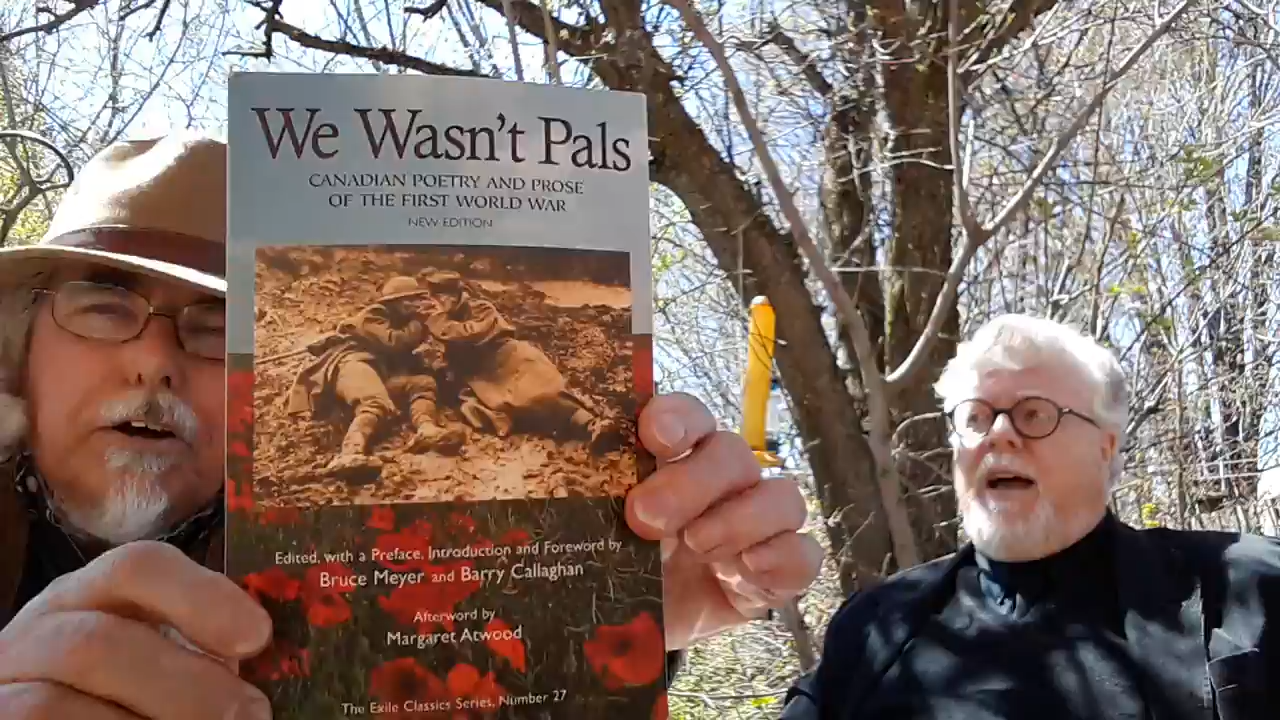 We Wasn't Pals
CANADIAN POETRY AND PROSE
OF THE FIRST WORLD WAR
NEW EDITION
Edited, with a Preface, Introduction and Foreword by
Bruce Meyer and Barry Callaghan
Afterword by
Margaret Atwood
The Exile Classics Series, Number 27